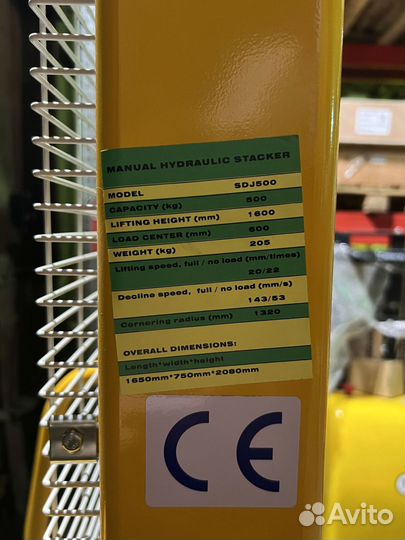 MANUAL HYDRAULIC STACKER
MODEL SDJ500
CAPACITY (kg) 500
LIFTING HEIGHT (mm) 1600
LOAD CENTER (mm) 600
WEIGHT (kg) 205
Lifting speed, full / no load (mm/times)
20/22
Decline speed, full / no load (mm/s)
143/53
Cornering radius (mm) 1320
OVERALL DIMENSIONS:
Length*width*height
1650mm*750mm*2080mm
CE
Avito